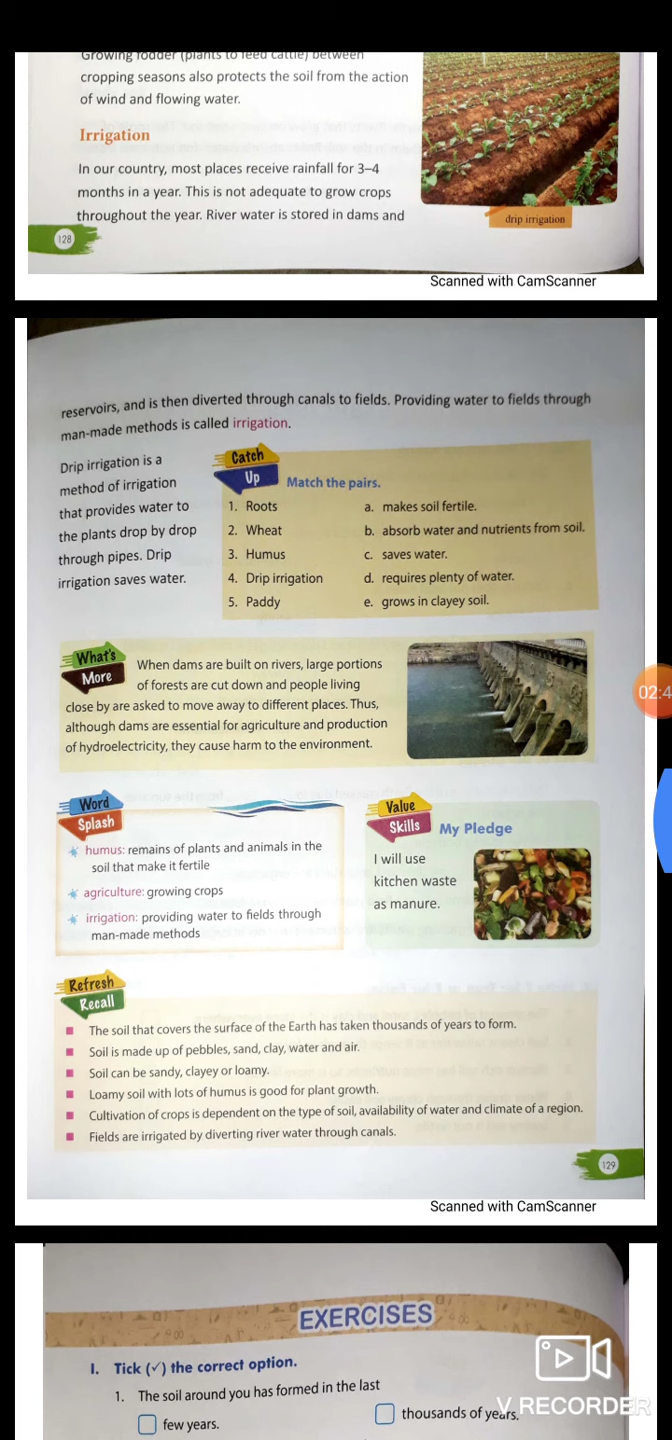 Growing fodder (plants to feed cattle) between
cropping seasons also protects the soil from the action
of wind and flowing water.
Irrigation
In our country, most places receive rainfall for 3–4
months in a year. This is not adequate to grow crops
throughout the year. River water is stored in dams and
drip irrigation
128
Scanned with CamScanner
reservoirs, and is then diverted through canals to fields. Providing water to fields through
man-made methods is called irrigation.
Drip irrigation is a
method of irrigation
that provides water to
the plants drop by drop
through pipes. Drip
irrigation saves water.
Catch
Up
Match the pairs.
1. Roots a. makes soil fertile.
2. Wheat b. absorb water and nutrients from soil.
3. Humus c. saves water.
4. Drip irrigation d. requires plenty of water.
5. Paddy e. grows in clayey soil.
What's
More
When dams are built on rivers, large portions
of forests are cut down and people living
close by are asked to move away to different places. Thus,
although dams are essential for agriculture and production
of hydroelectricity, they cause harm to the environment.
02:4
Word
Splash
humus: remains of plants and animals in the
soil that make it fertile
agriculture: growing crops
irrigation: providing water to fields through
man-made methods
Value
Skills
My Pledge
I will use
kitchen waste
as manure.
Refresh
Recall
The soil that covers the surface of the Earth has taken thousands of years to form.
Soil is made up of pebbles, sand, clay, water and air.
Soil can be sandy, clayey or loamy.
Loamy soil with lots of humus is good for plant growth.
Cultivation of crops is dependent on the type of soil, availability of water and climate of a region.
Fields are irrigated by diverting river water through canals.
129
Scanned with CamScanner
EXERCISES
I. Tick (✓) the correct option.
1. The soil around you has formed in the last
few years. thousands of years.
V RECORDER